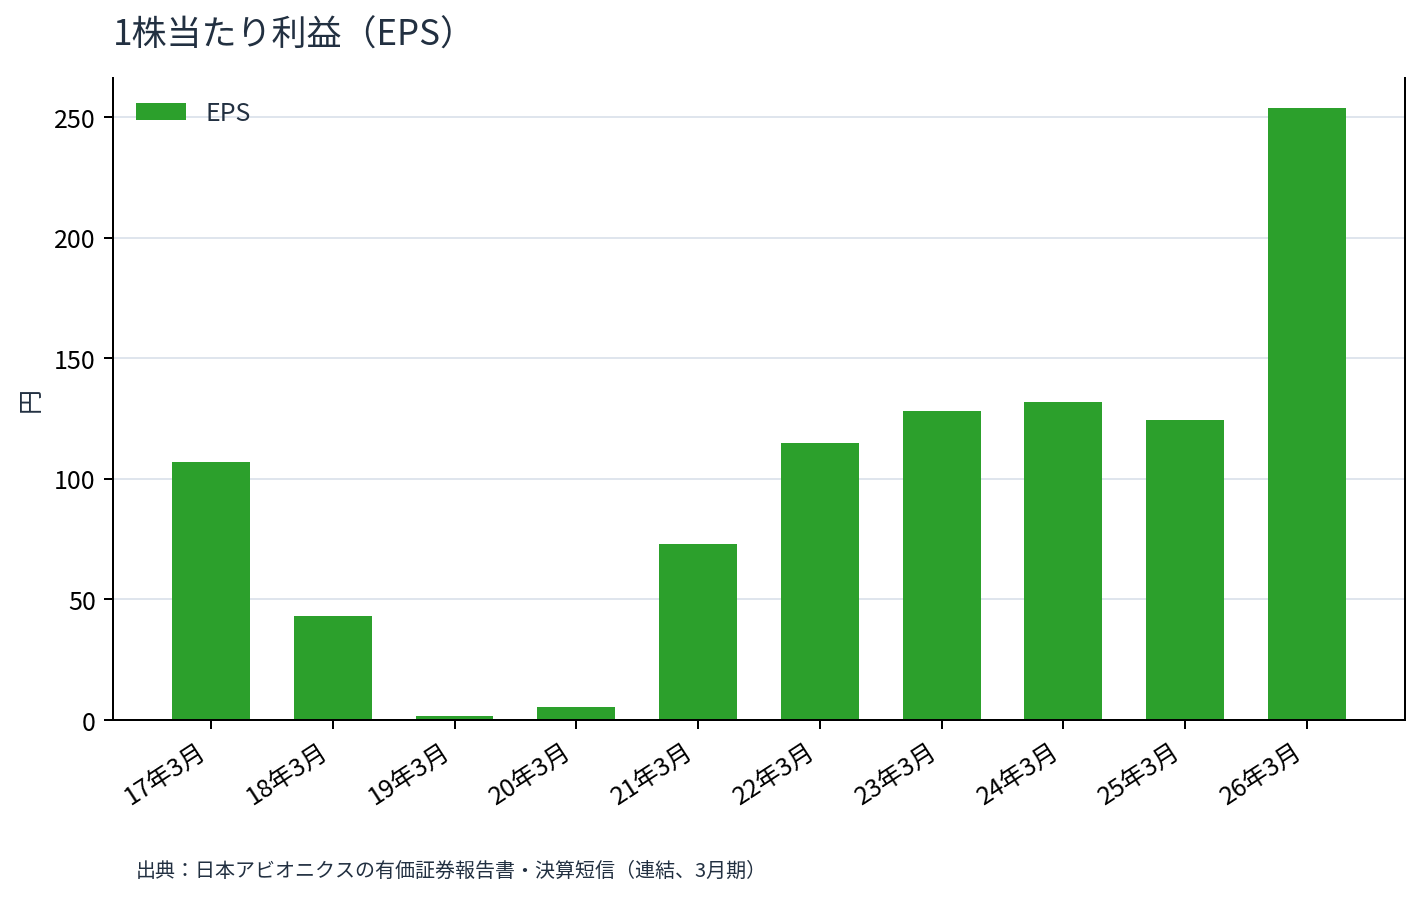 1株当たり利益（EPS）
EPS
円
250
200
150
100
50
0
17年3月
18年3月
19年3月
20年3月
21年3月
22年3月
23年3月
24年3月
25年3月
26年3月
出典：日本アビオニクスの有価証券報告書・決算短信（連結、3月期）